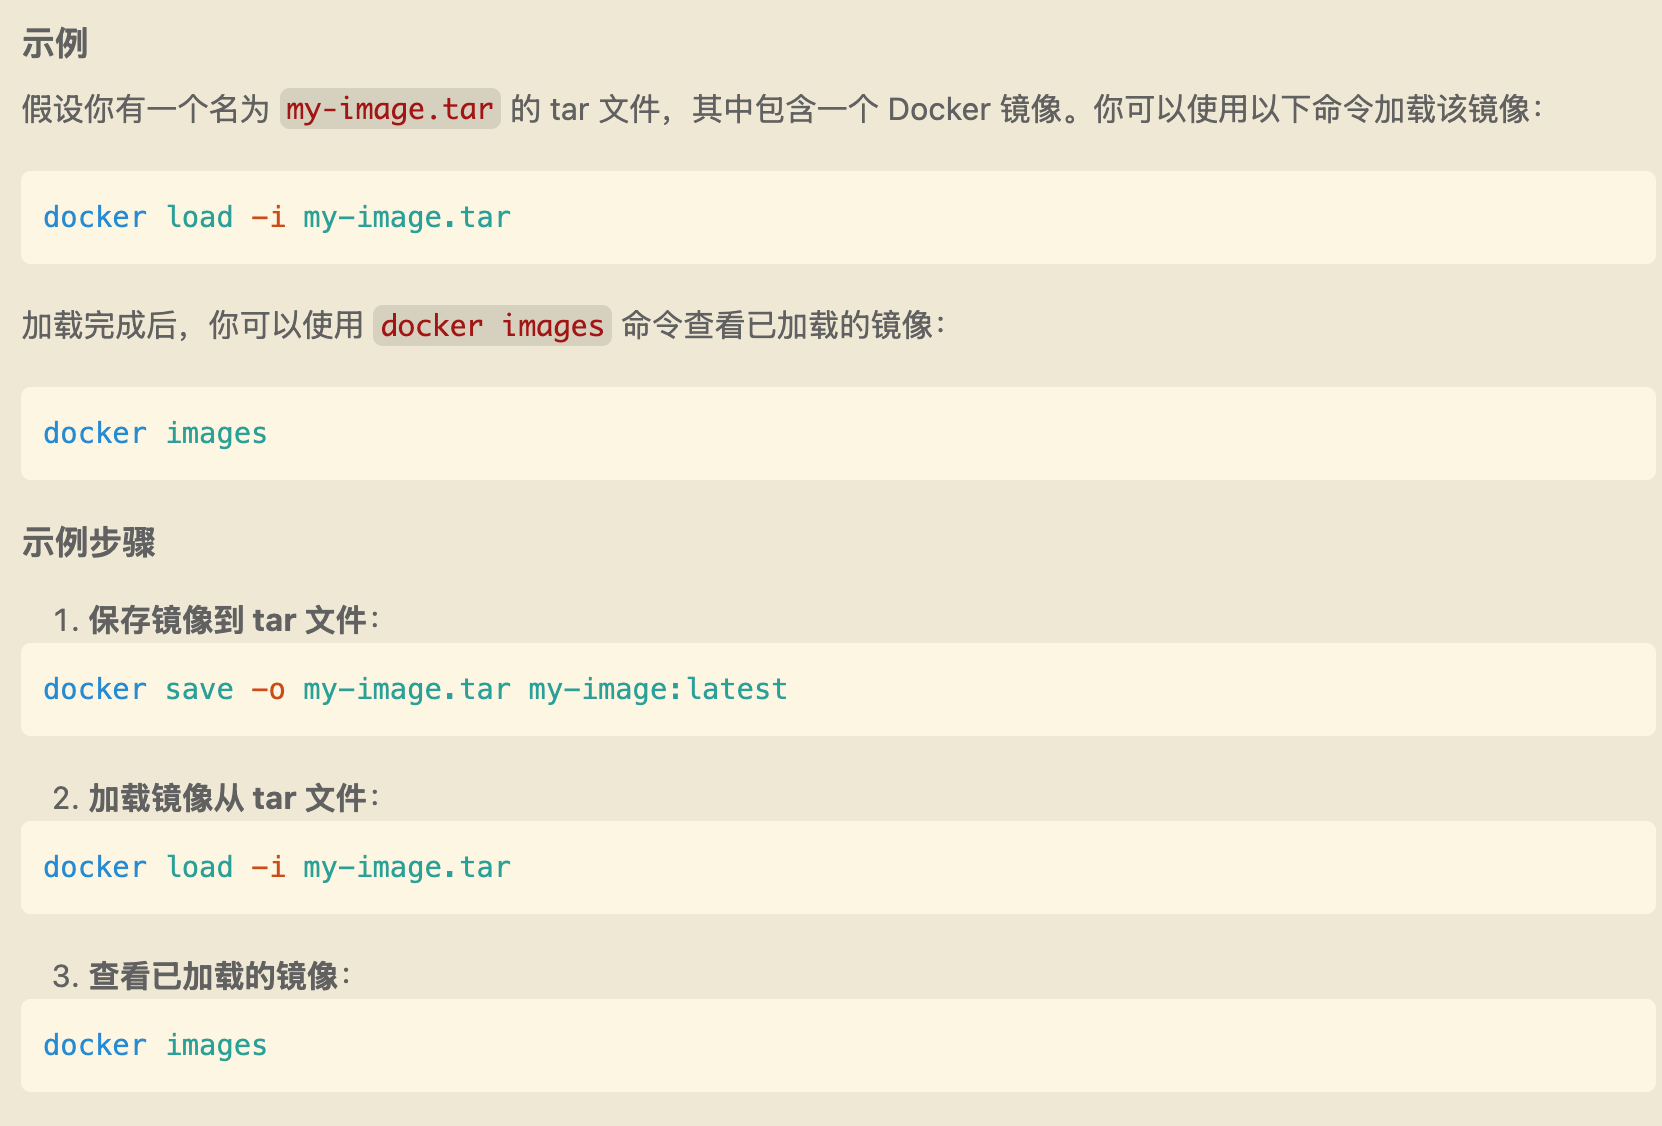 示例
假设你有一个名为 my-image.tar 的 tar 文件，其中包含一个 Docker 镜像。你可以使用以下命令加载该镜像：
docker load -i my-image.tar
加载完成后，你可以使用 docker images 命令查看已加载的镜像：
docker images
示例步骤
1. 保存镜像到 tar 文件：
docker save -o my-image.tar my-image:latest
2. 加载镜像从 tar 文件：
docker load -i my-image.tar
3. 查看已加载的镜像：
docker images